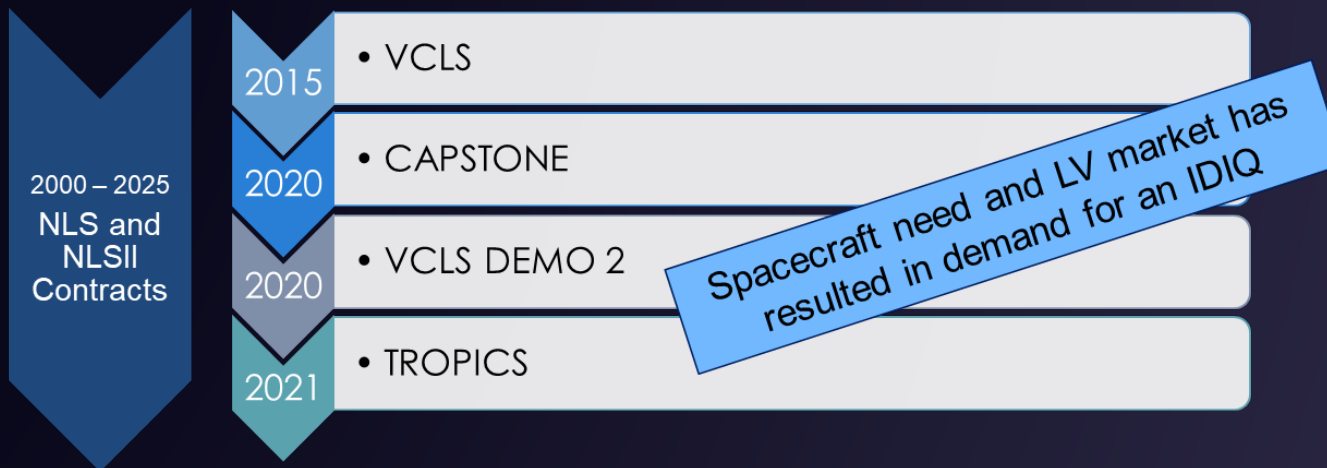 2000 – 2025
NLS and
NLSII
Contracts
2015
• VCLS
2020
• CAPSTONE
2020
• VCLS DEMO 2
2021
• TROPICS
Spacecraft need and LV market has
resulted in demand for an IDIQ